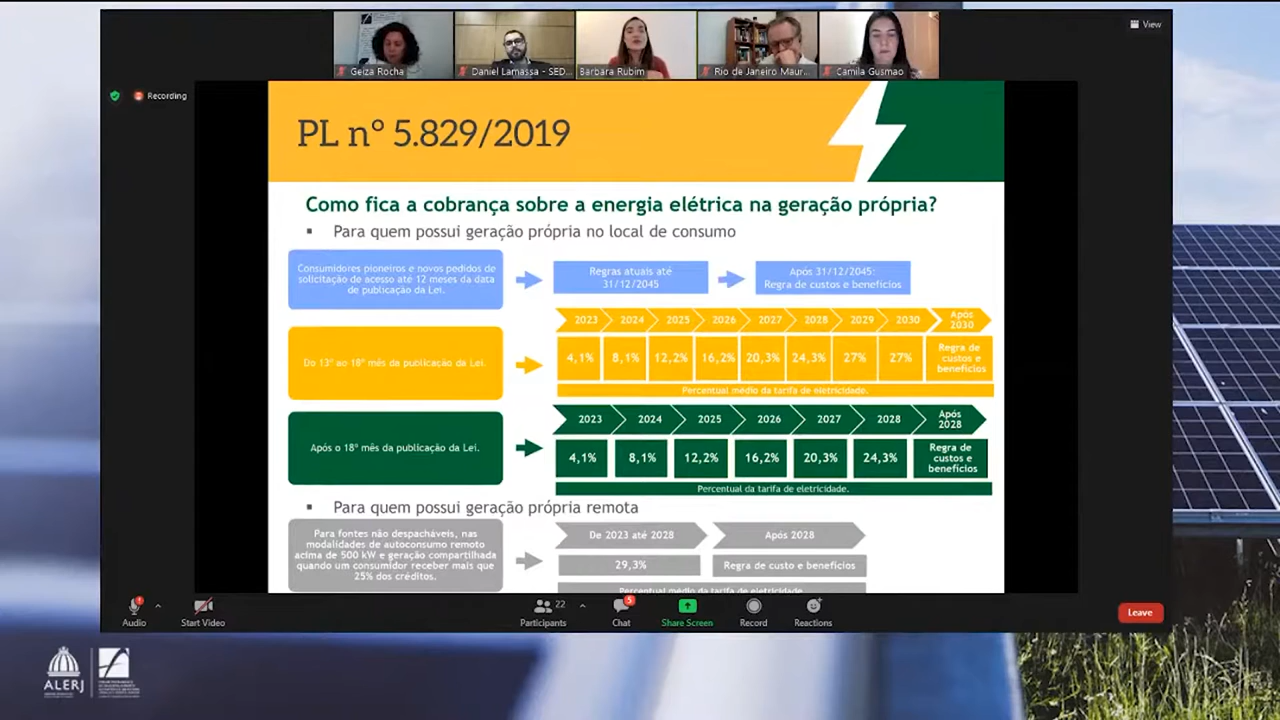 View
Geiza Rocha
Daniel Lamassa - SED...
Barbara Rubim
Rio de Janeiro Maur...
Camila Gusmao
Recording
PL nº 5.829/2019
Como fica a cobrança sobre a energia elétrica na geração própria?
▪ Para quem possui geração própria no local de consumo
Consumidores pioneiros e novos pedidos de
solicitação de acesso até 12 meses da data
de publicação da Lei.
Regras atuais até
31/12/2045
Após 31/12/2045:
Regra de custos e benefícios
Do 13º ao 18º mês da publicação da Lei.
2023 2024 2025 2026 2027 2028 2029 2030 Após
2030
4,1% 8,1% 12,2% 16,2% 20,3% 24,3% 27% 27% Regra de
custos e
benefícios
Percentual médio da tarifa de eletricidade.
Após o 18º mês da publicação da Lei.
2023 2024 2025 2026 2027 2028 Após
2028
4,1% 8,1% 12,2% 16,2% 20,3% 24,3% Regra de
custos e
benefícios
Percentual da tarifa de eletricidade.
▪ Para quem possui geração própria remota
Para fontes não despacháveis, nas
modalidades de autoconsumo remoto
acima de 500 kW e geração compartilhada
quando um consumidor receber mais que
25% dos créditos.
De 2023 até 2028 Após 2028
29,3% Regra de custo e benefícios
Percentual médio da tarifa de eletricidade
Audio
Start Video
22
Participants
5
Chat
Share Screen
Record
Reactions
Leave
ALERJ